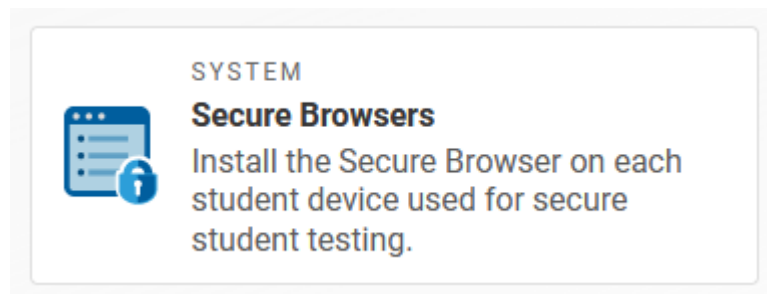 SYSTEM
Secure Browsers
Install the Secure Browser on each
student device used for secure
student testing.